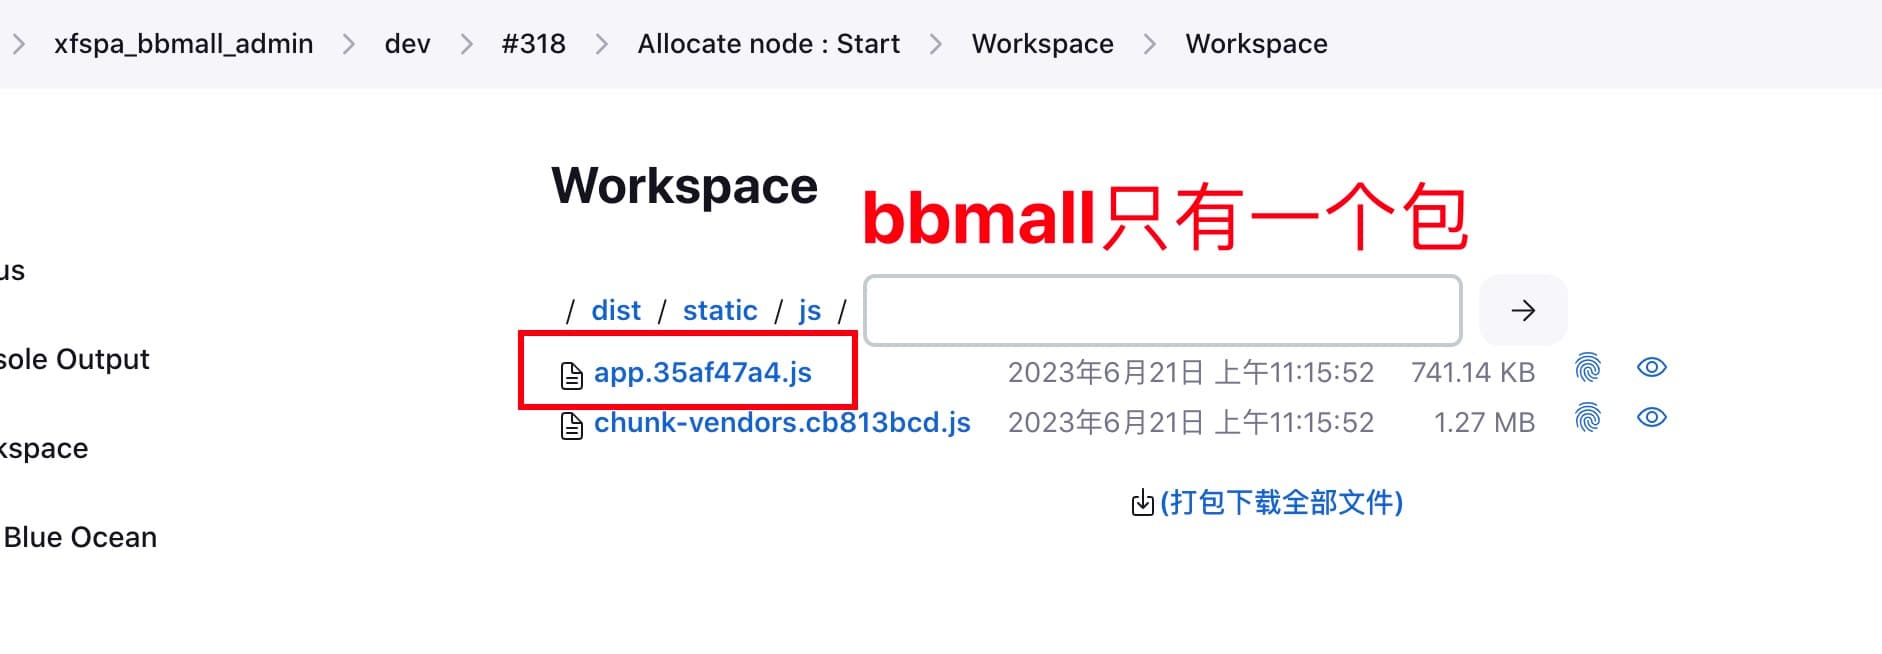 xfspa_bbmall_admin > dev > #318 > Allocate node : Start > Workspace > Workspace
Workspace
bbmall只有一个包
us
/ dist / static / js /
app.35af47a4.js 2023年6月21日 上午11:15:52 741.14 KB
sole Output
chunk-vendors.cb813bcd.js 2023年6月21日 上午11:15:52 1.27 MB
kspace
(打包下载全部文件)
Blue Ocean